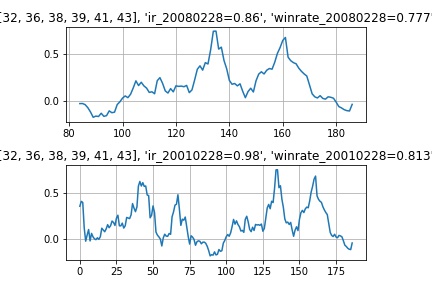 [32, 36, 38, 39, 41, 43], 'ir_20080228=0.86', 'winrate_20080228=0.777'
0.5
0.0
80 100 120 140 160 180
[32, 36, 38, 39, 41, 43], 'ir_20010228=0.98', 'winrate_20010228=0.813'
0.5
0.0
0 25 50 75 100 125 150 175